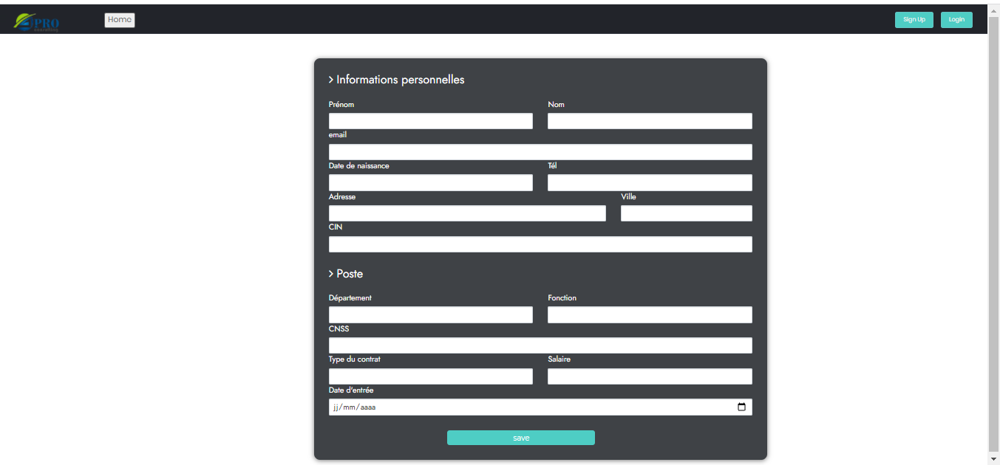 PRO
Home
Sign Up
Login
> Informations personnelles
Prénom
Nom
email
Date de naissance
Tél
Adresse
Ville
CIN
> Poste
Département
Fonction
CNSS
Type du contrat
Salaire
Date d'entrée
jj/mm/aaaa
save